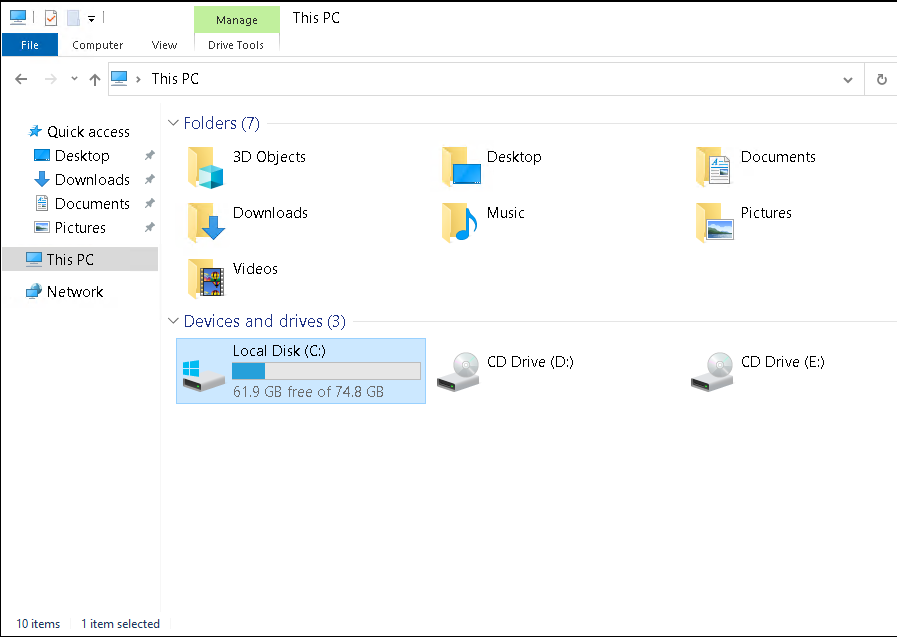 Manage
This PC
File
Computer
View
Drive Tools
This PC
Quick access
Desktop
Downloads
Documents
Pictures
This PC
Network
Folders (7)
3D Objects
Desktop
Documents
Downloads
Music
Pictures
Videos
Devices and drives (3)
Local Disk (C:)
61.9 GB free of 74.8 GB
CD Drive (D:)
CD Drive (E:)
10 items
1 item selected